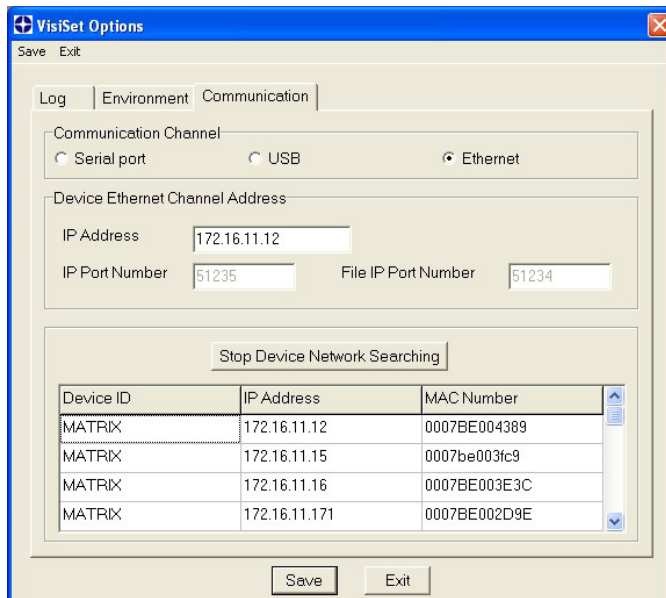 VisiSet Options
Save Exit
Log Environment Communication
Communication Channel
Serial port USB Ethernet
Device Ethernet Channel Address
IP Address 172.16.11.12
IP Port Number 51235 File IP Port Number 51234
Stop Device Network Searching
Device ID IP Address MAC Number
MATRIX 172.16.11.12 0007BE004389
MATRIX 172.16.11.15 0007be003fc9
MATRIX 172.16.11.16 0007BE003E3C
MATRIX 172.16.11.171 0007BE002D9E
Save Exit